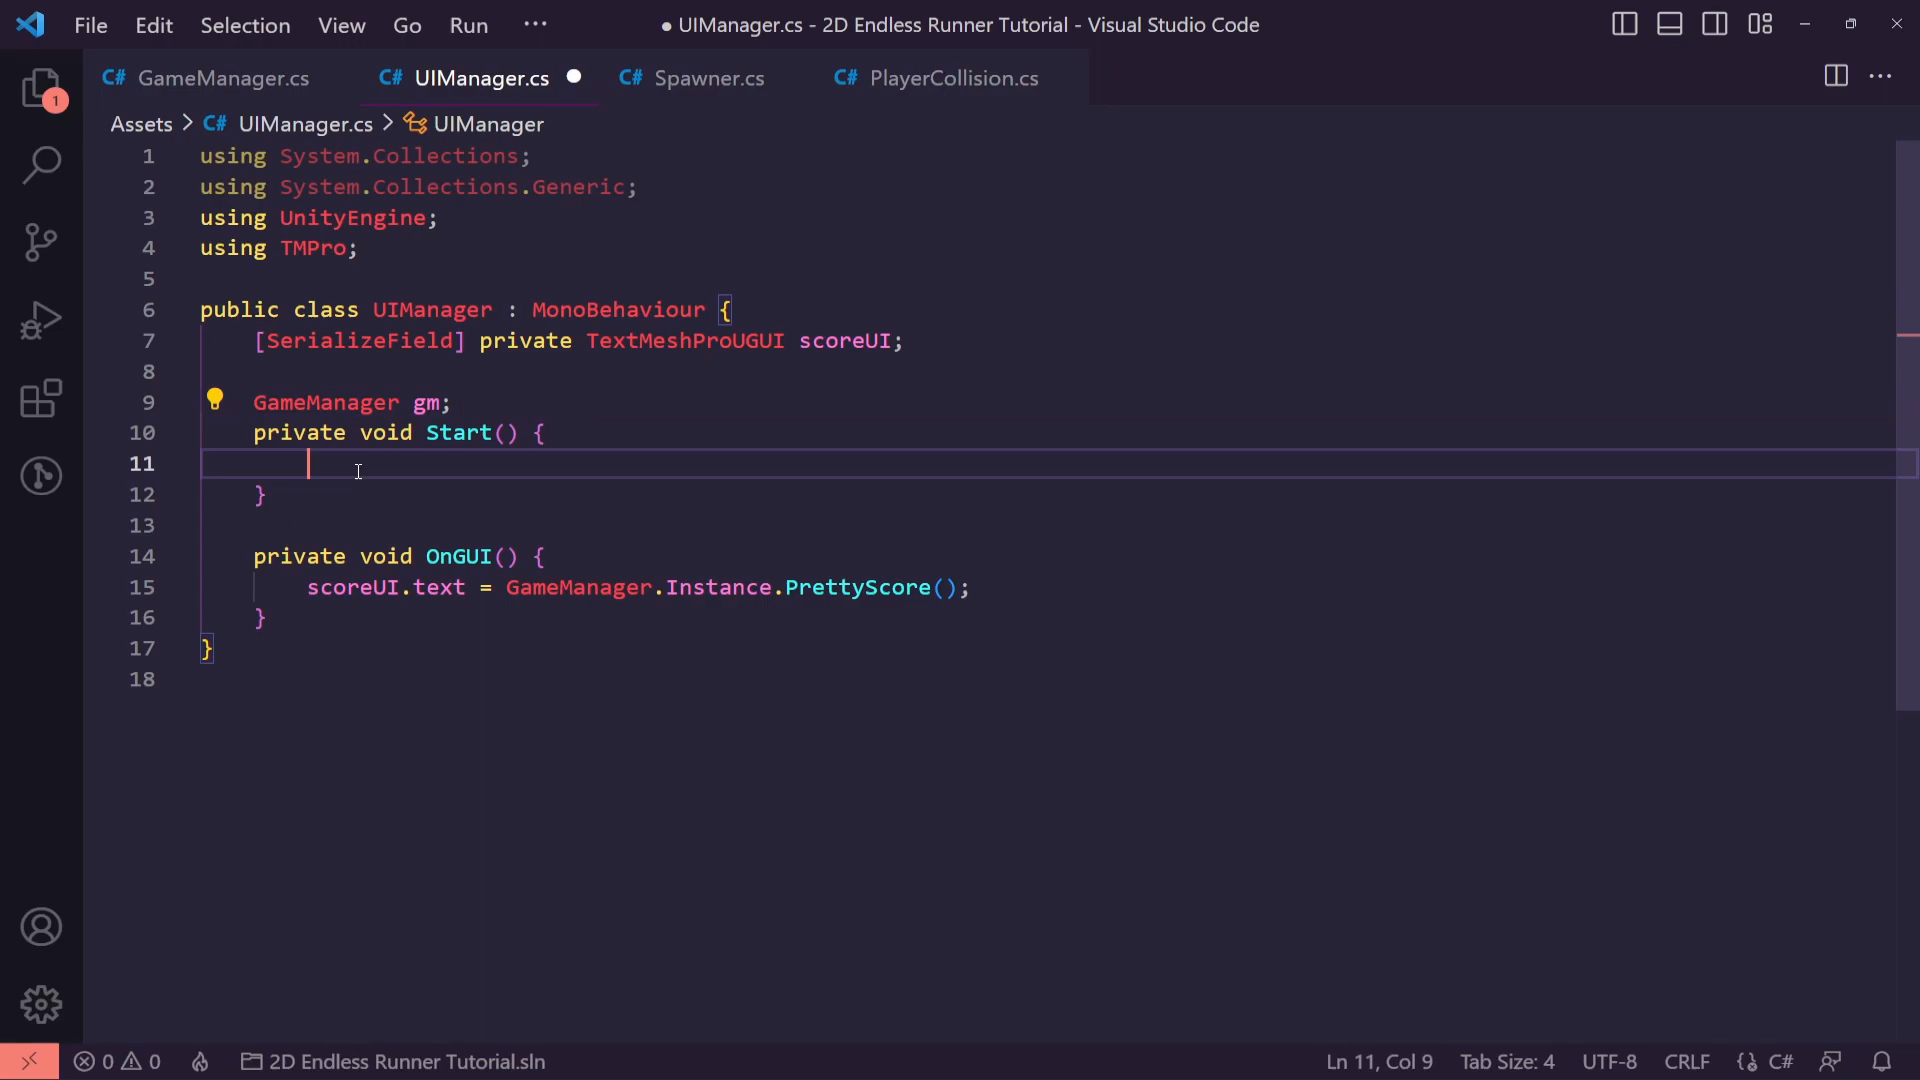 File Edit Selection View Go Run ··· ● UIManager.cs - 2D Endless Runner Tutorial - Visual Studio Code
C# GameManager.cs C# UIManager.cs ● C# Spawner.cs C# PlayerCollision.cs
1
Assets > C# UIManager.cs > UIManager
1 using System.Collections;
2 using System.Collections.Generic;
3 using UnityEngine;
4 using TMPro;
5
6 public class UIManager : MonoBehaviour {
7 [SerializeField] private TextMeshProUGUI scoreUI;
8
9 GameManager gm;
10 private void Start() {
11
12 }
13
14 private void OnGUI() {
15 scoreUI.text = GameManager.Instance.PrettyScore();
16 }
17 }
18
0 0 2D Endless Runner Tutorial.sln Ln 11, Col 9 Tab Size: 4 UTF-8 CRLF C#